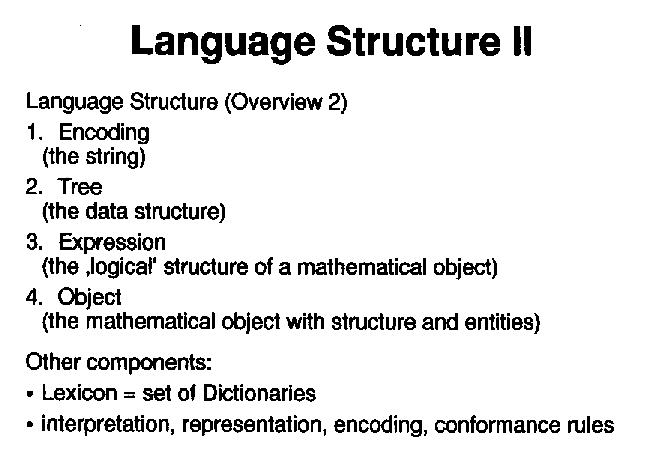 Language Structure II
Language Structure (Overview 2)
1. Encoding
(the string)
2. Tree
(the data structure)
3. Expression
(the ‚logical' structure of a mathematical object)
4. Object
(the mathematical object with structure and entities)
Other components:
• Lexicon = set of Dictionaries
• interpretation, representation, encoding, conformance rules